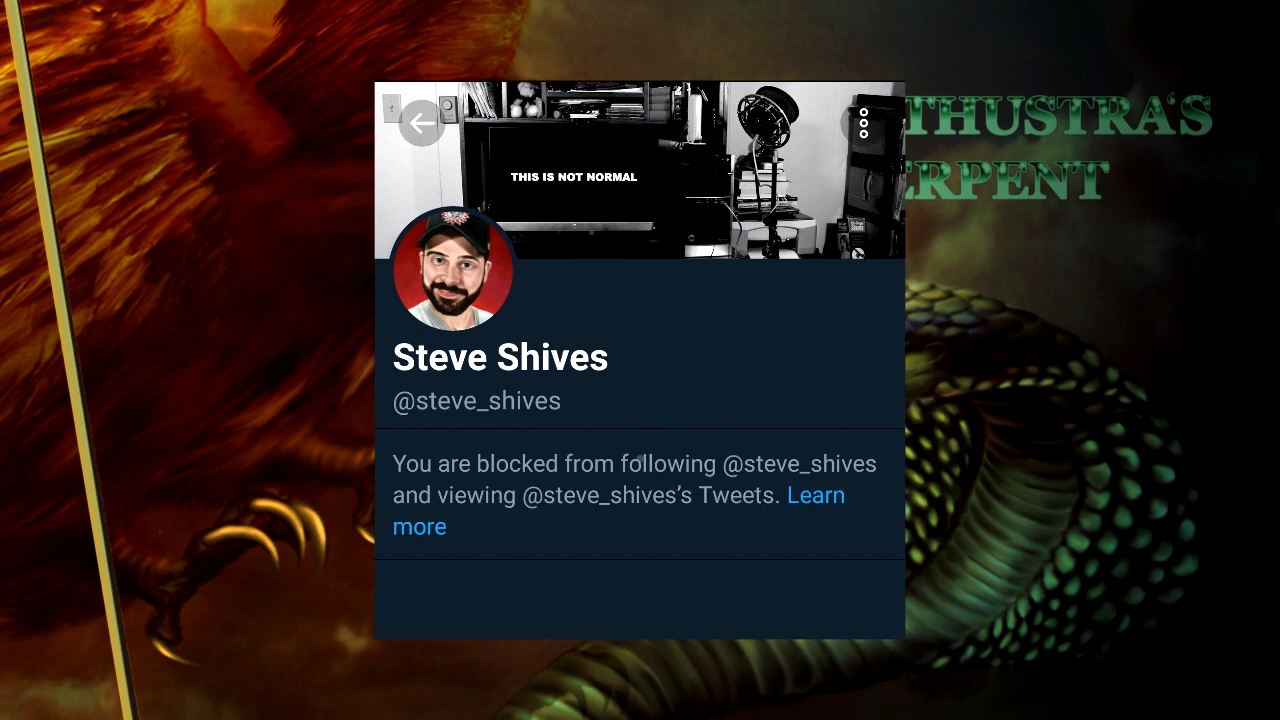 THIS IS NOT NORMAL
THUSTRA'S
ERPENT
Steve Shives
@steve_shives
You are blocked from following @steve_shives
and viewing @steve_shives’s Tweets. Learn
more